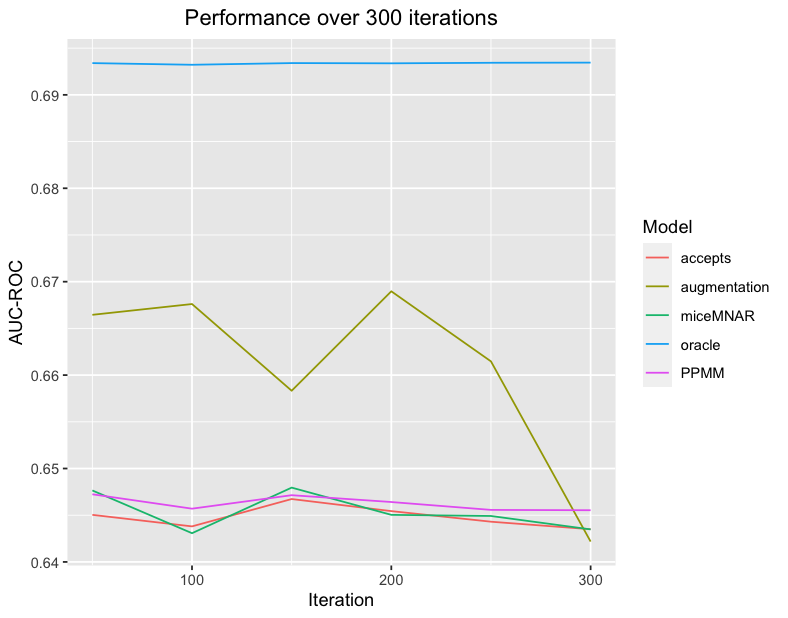 Performance over 300 iterations
AUC-ROC
0.69
0.68
0.67
0.66
0.65
0.64
100
200
300
Iteration
Model
accepts
augmentation
miceMNAR
oracle
PPMM